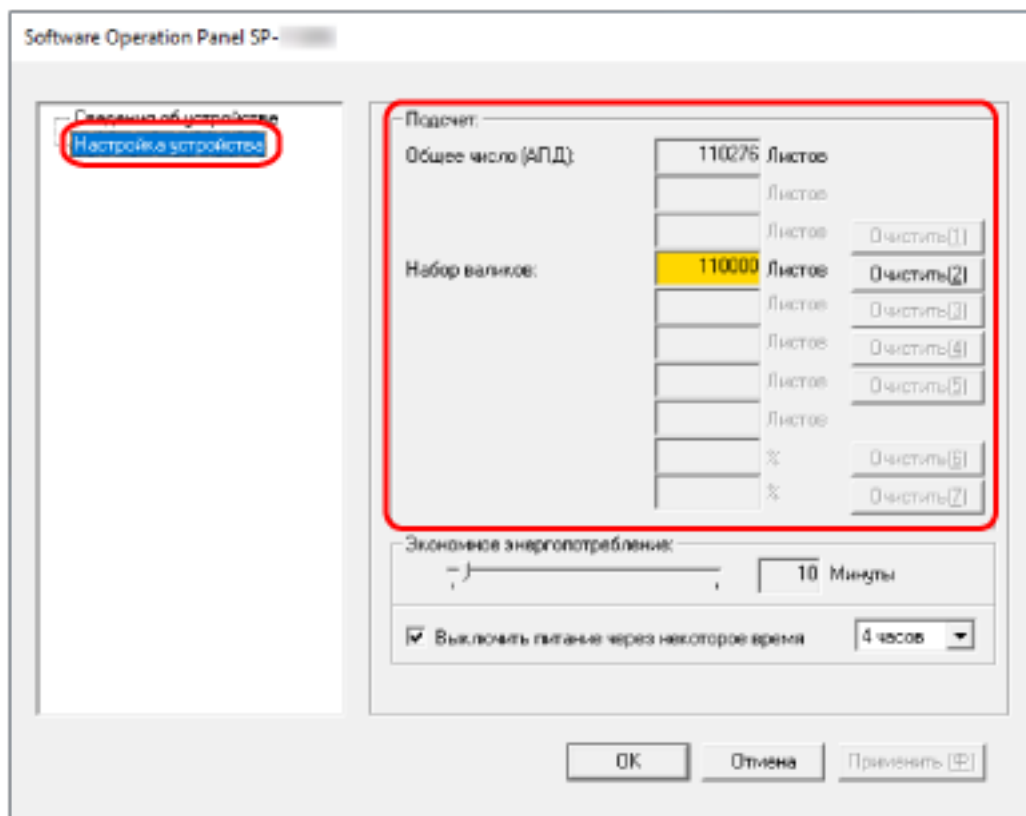 Software Operation Panel SP-
Сведения об устройстве
Настройка устройства
Подсчет:
Общее число (АПД): 110276 Листов
Листов
Листов Очистить(1)
Набор валиков: 110000 Листов Очистить(2)
Листов Очистить(3)
Листов Очистить(4)
Листов Очистить(5)
Листов
% Очистить(6)
% Очистить(7)
Экономное энергопотребление:
10 Минуты
Выключить питание через некоторое время 4 часов
OK Отмена Применить (Ф)